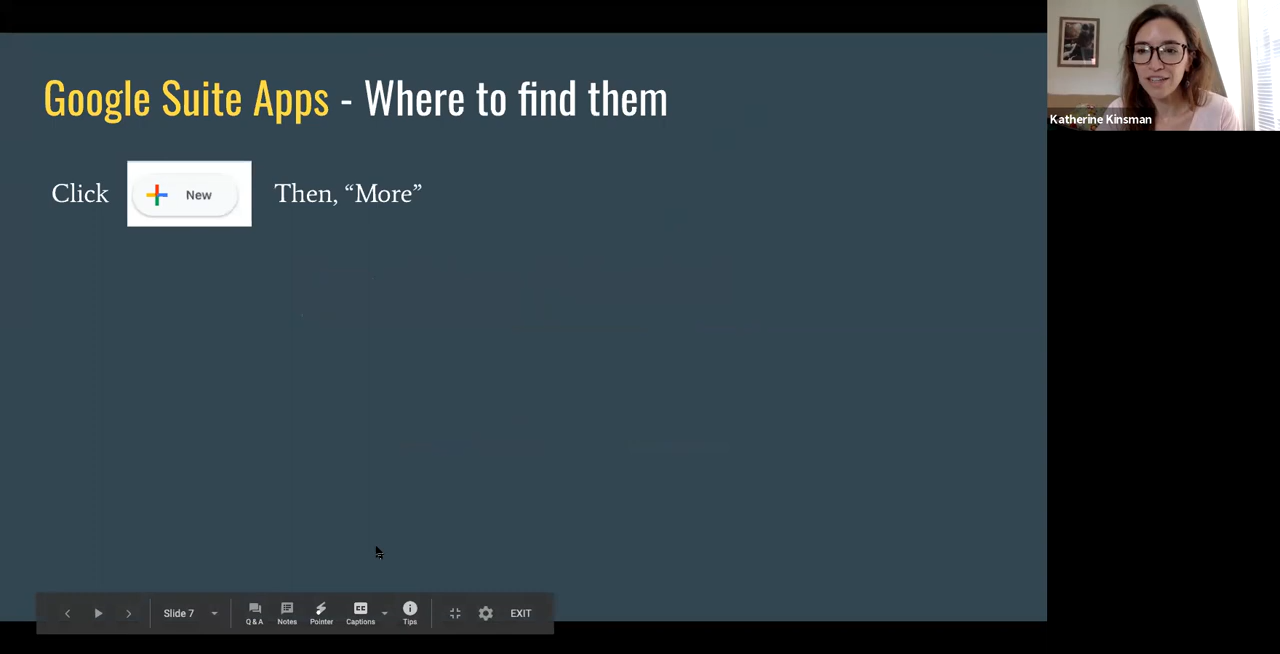 Google Suite Apps - Where to find them
Katherine Kinsman
Click + New Then, “More”
Slide 7
Q & A
Notes
Pointer
CC
Captions
Tips
EXIT